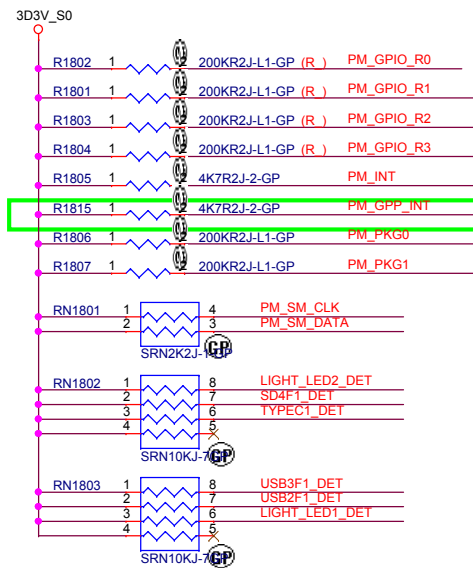 3D3V_S0
R1802 1 2 200KR2J-L1-GP (R_) PM_GPIO_R0
R1801 1 2 200KR2J-L1-GP (R_) PM_GPIO_R1
R1803 1 2 200KR2J-L1-GP (R_) PM_GPIO_R2
R1804 1 2 200KR2J-L1-GP (R_) PM_GPIO_R3
R1805 1 2 4K7R2J-2-GP PM_INT
R1815 1 2 4K7R2J-2-GP PM_GPP_INT
R1806 1 2 200KR2J-L1-GP PM_PKG0
R1807 1 2 200KR2J-L1-GP PM_PKG1
RN1801 1 4 PM_SM_CLK
2 3 PM_SM_DATA
SRN2K2J-1-GP
GP
RN1802 1 8 LIGHT_LED2_DET
2 7 SD4F1_DET
3 6 TYPEC1_DET
4 5
SRN10KJ-7
GP
RN1803 1 8 USB3F1_DET
2 7 USB2F1_DET
3 6 LIGHT_LED1_DET
4 5
SRN10KJ-7
GP